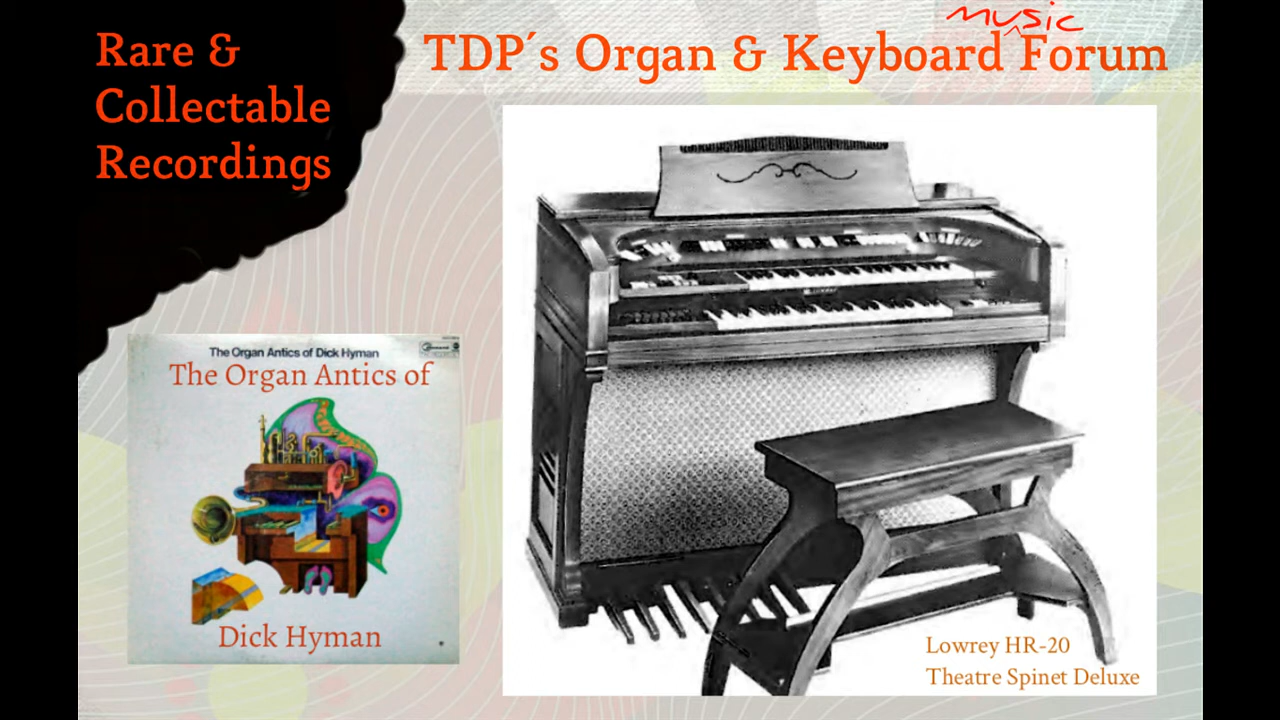 Rare &
Collectable
Recordings
music
TDP´s Organ & Keyboard ^ Forum
The Organ Antics of Dick Hyman
The Organ Antics of
Dick Hyman
Lowrey HR-20
Theatre Spinet Deluxe